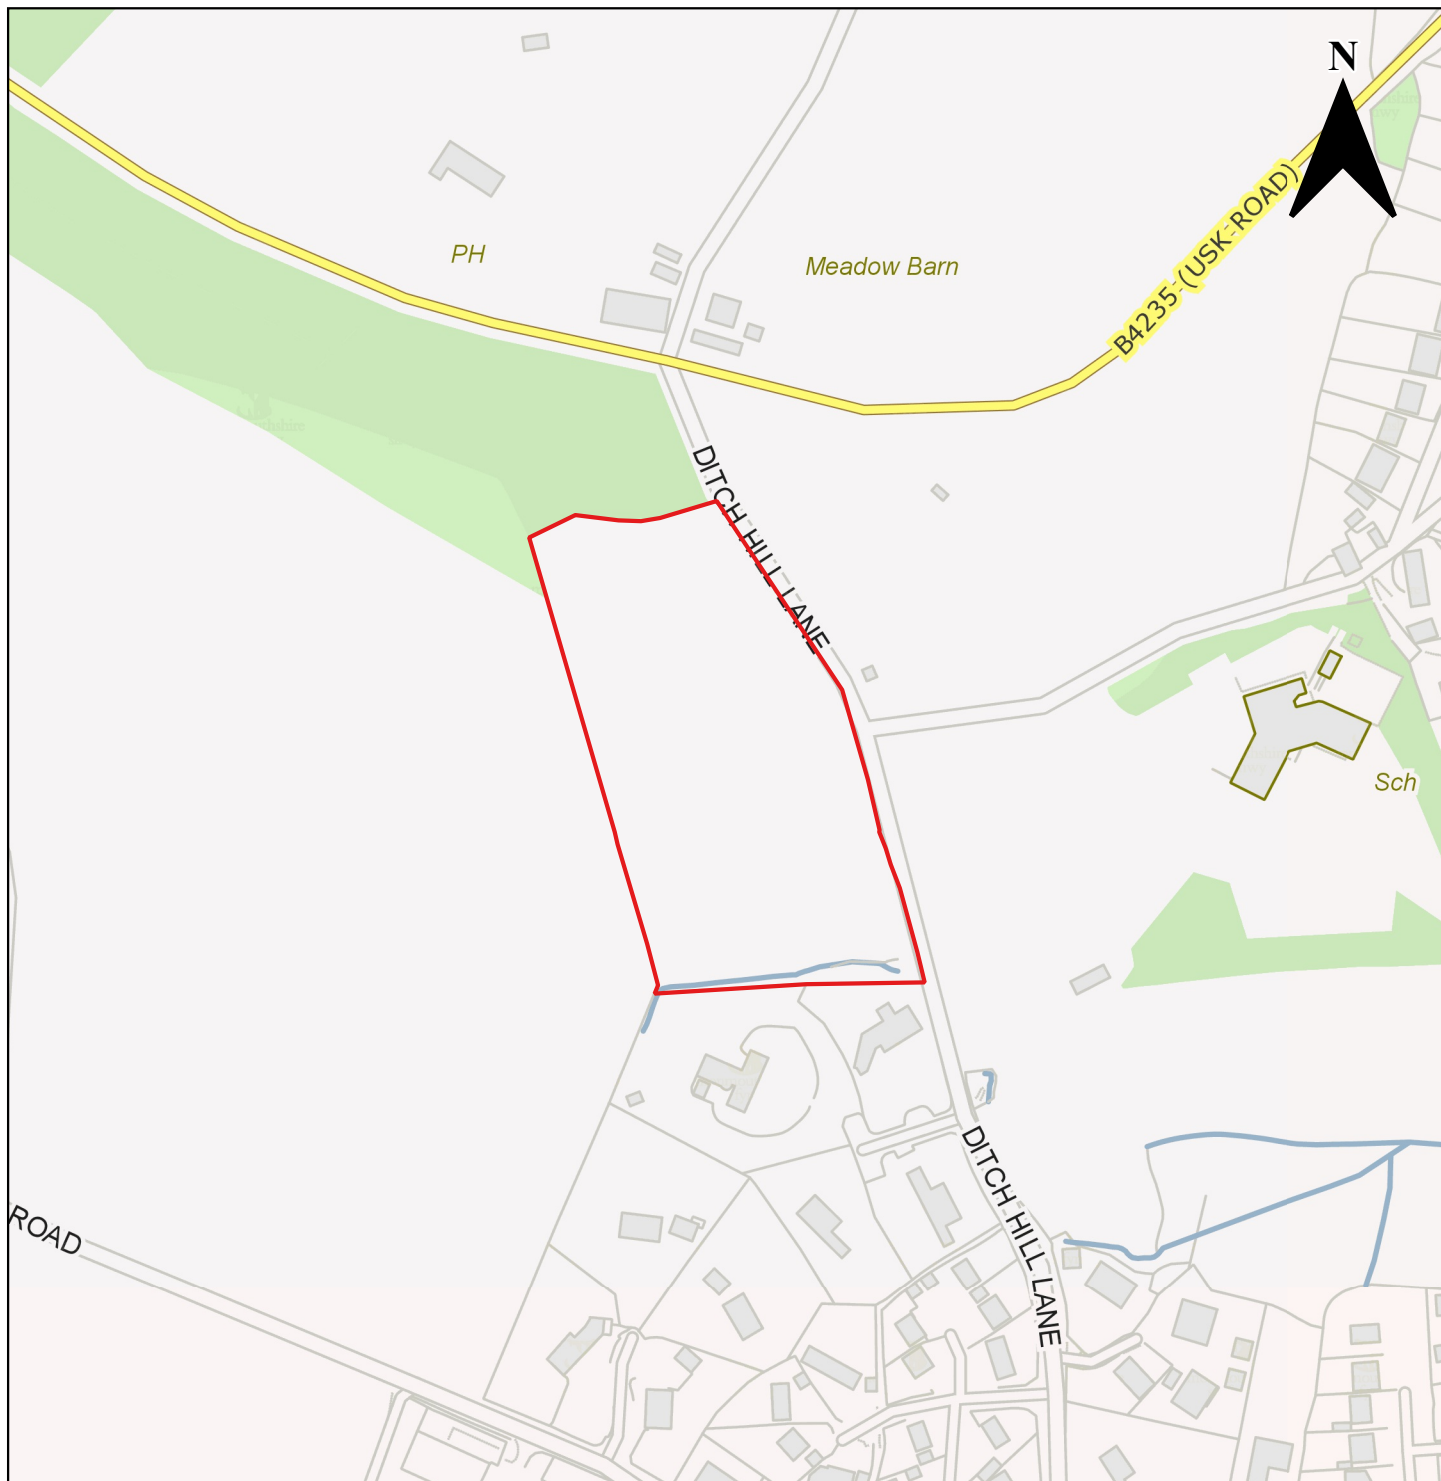 N
B4235 (USK ROAD)
PH
Meadow Barn
DITCH HILL LANE
Sch
DITCH HILL LANE
ROAD